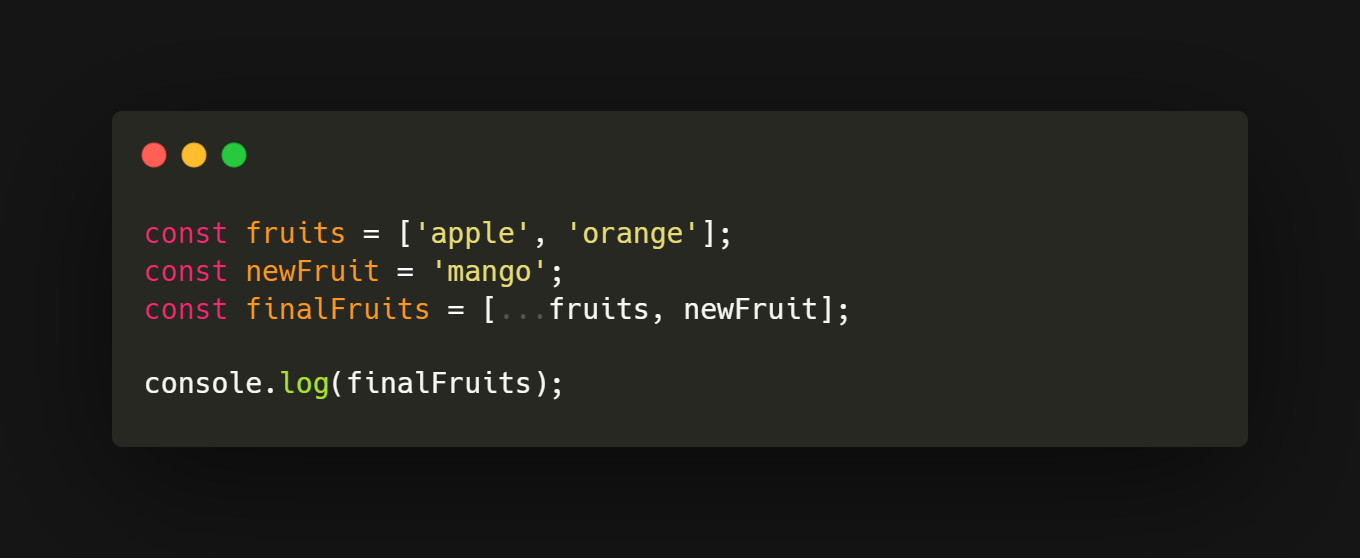 const fruits = ['apple', 'orange'];
const newFruit = 'mango';
const finalFruits = [...fruits, newFruit];
console.log(finalFruits);